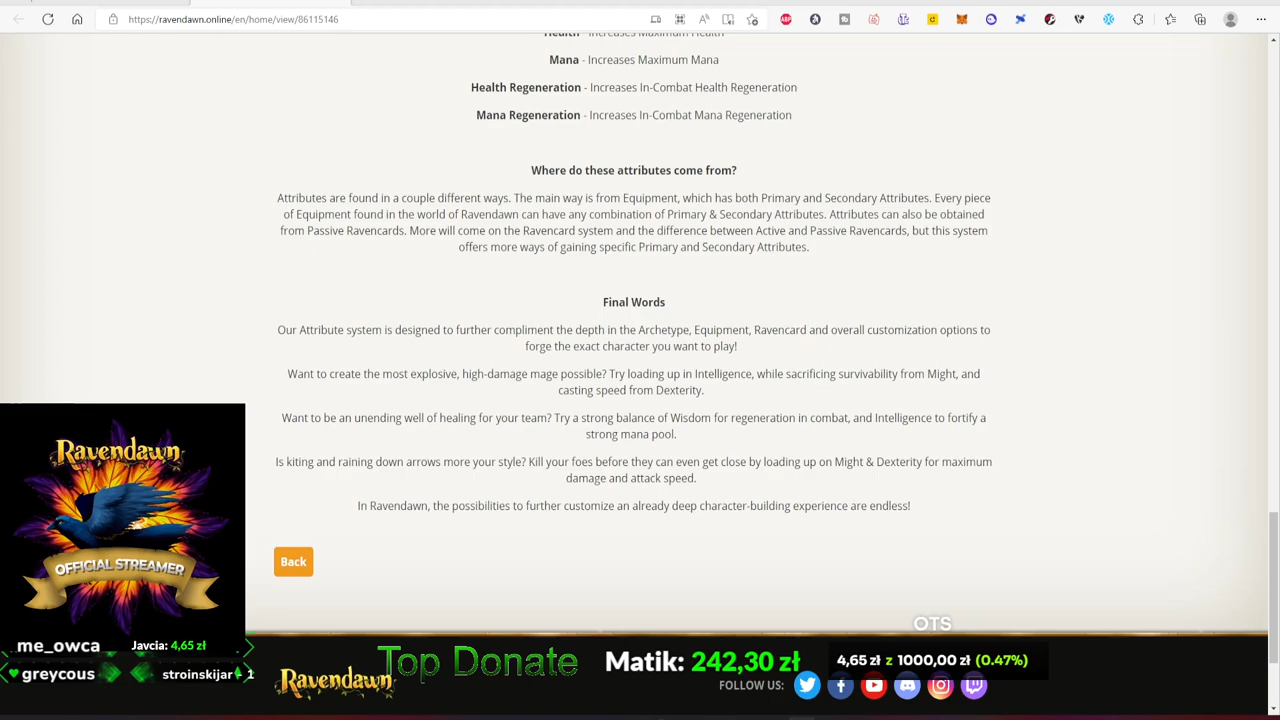 https://ravendawn.online/en/home/view/86115146
Health - Increases Maximum Health
Mana - Increases Maximum Mana
Health Regeneration - Increases In-Combat Health Regeneration
Mana Regeneration - Increases In-Combat Mana Regeneration
Where do these attributes come from?
Attributes are found in a couple different ways. The main way is from Equipment, which has both Primary and Secondary Attributes. Every piece
of Equipment found in the world of Ravendawn can have any combination of Primary & Secondary Attributes. Attributes can also be obtained
from Passive Ravencards. More will come on the Ravencard system and the difference between Active and Passive Ravencards, but this system
offers more ways of gaining specific Primary and Secondary Attributes.
Final Words
Our Attribute system is designed to further compliment the depth in the Archetype, Equipment, Ravencard and overall customization options to
forge the exact character you want to play!
Want to create the most explosive, high-damage mage possible? Try loading up in Intelligence, while sacrificing survivability from Might, and
casting speed from Dexterity.
Want to be an unending well of healing for your team? Try a strong balance of Wisdom for regeneration in combat, and Intelligence to fortify a
strong mana pool.
Is kiting and raining down arrows more your style? Kill your foes before they can even get close by loading up on Might & Dexterity for maximum
damage and attack speed.
In Ravendawn, the possibilities to further customize an already deep character-building experience are endless!
Back
Ravendawn
OFFICIAL STREAMER
me_owca
Javcia: 4,65 zł
greycous
stroinskijar
1
OTS
Ravendawn
Top Donate
Matik: 242,30 zł
4,65 zł z 1000,00 zł (0.47%)
FOLLOW US: